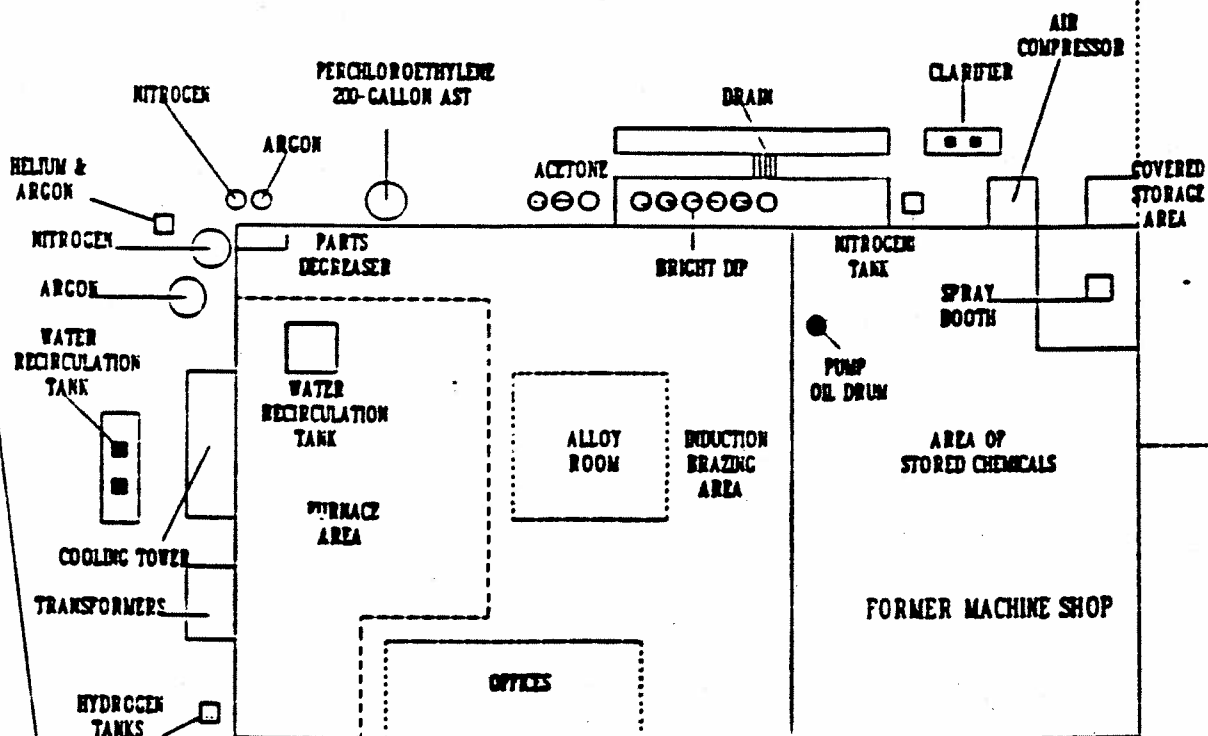 AIR
COMPRESSOR
PERCHLOROETHYLENE
200-GALLON AST
CLARIFIER
NITROGEN
DRAIN
ARGON
HELIUM &
ARGON
ACETONE
COVERED
STORAGE
AREA
NITROGEN
PARTS
DEGREASER
BRIGHT DIP
NITROGEN
TANK
ARGON
SPRAY
BOOTH
WATER
RECIRCULATION
TANK
PUMP
OIL DRUM
WATER
RECIRCULATION
TANK
ALLOY
ROOM
INDUCTION
BRAZING
AREA
AREA OF
STORED CHEMICALS
FURNACE
AREA
COOLING TOWER
TRANSFORMERS
FORMER MACHINE SHOP
OFFICES
HYDROGEN
TANKS